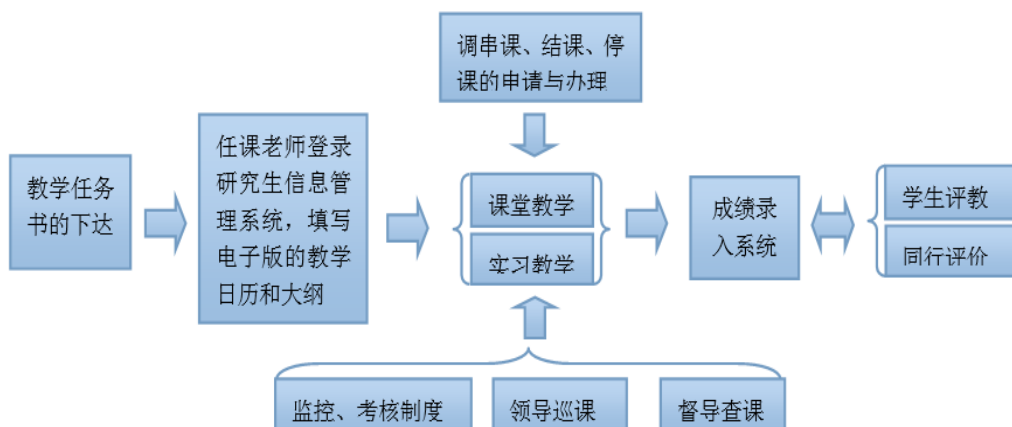 调串课、结课、停
课的申请与办理
教学任务
书的下达
任课老师登录
研究生信息管
理系统，填写
电子版的教学
日历和大纲
课堂教学
实习教学
成绩录
入系统
学生评教
同行评价
监控、考核制度
领导巡课
督导查课